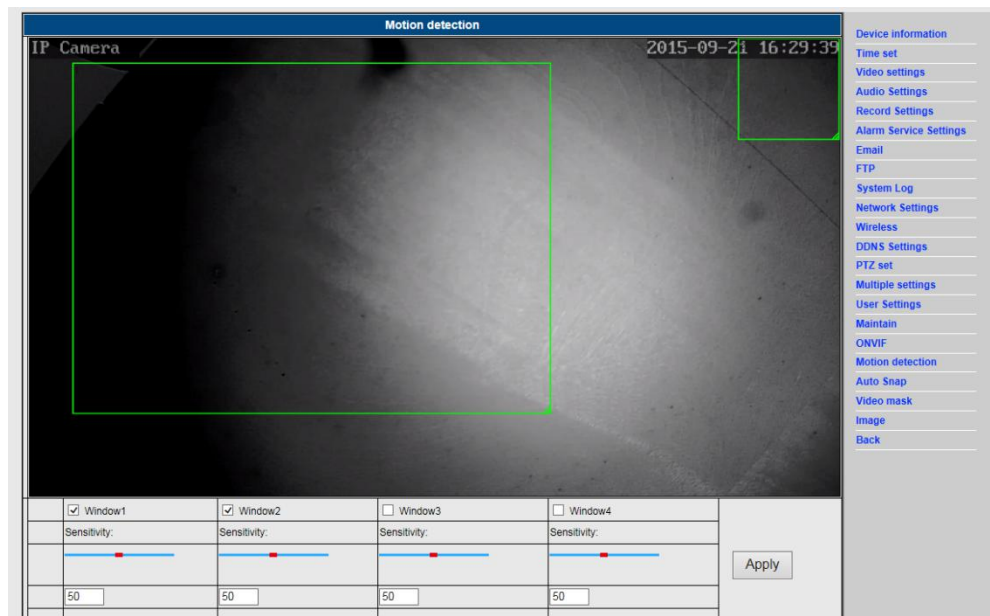 Motion detection
IP Camera
2015-09-21 16:29:39
Device information
Time set
Video settings
Audio Settings
Record Settings
Alarm Service Settings
Email
FTP
System Log
Network Settings
Wireless
DDNS Settings
PTZ set
Multiple settings
User Settings
Maintain
ONVIF
Motion detection
Auto Snap
Video mask
Image
Back
Window1 Window2 Window3 Window4
Sensitivity: Sensitivity: Sensitivity: Sensitivity:
Apply
50 50 50 50